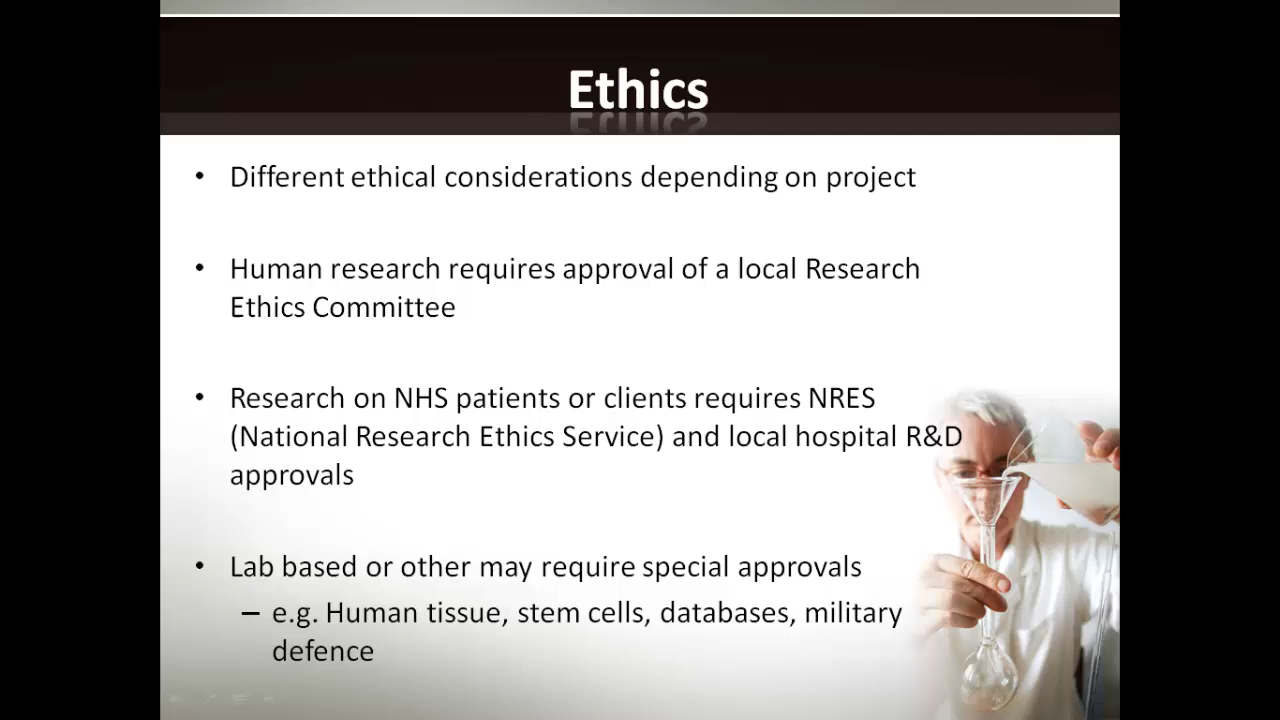 Ethics
• Different ethical considerations depending on project
• Human research requires approval of a local Research
Ethics Committee
• Research on NHS patients or clients requires NRES
(National Research Ethics Service) and local hospital R&D
approvals
• Lab based or other may require special approvals
– e.g. Human tissue, stem cells, databases, military
defence